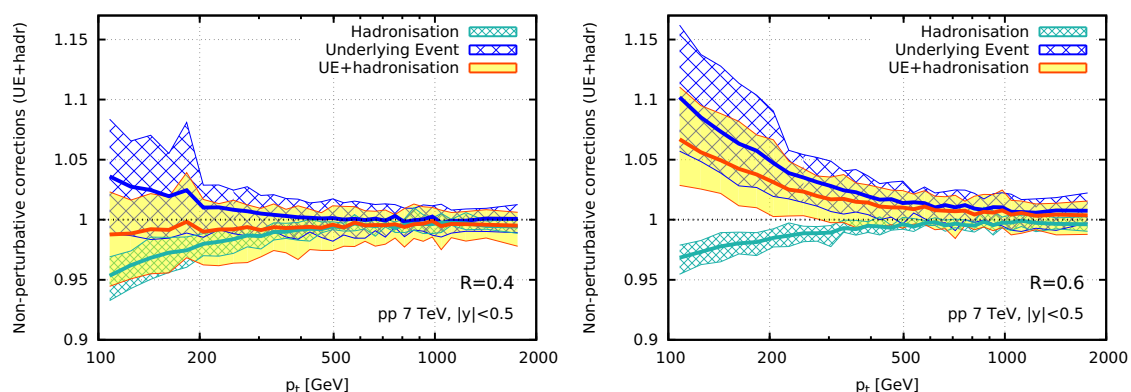 Non-perturbative corrections (UE+hadr)
1.15
1.1
1.05
1
0.95
0.9
Hadronisation
Underlying Event
UE+hadronisation
R=0.4
pp 7 TeV, |y|<0.5
100 200 500 1000 2000
pt [GeV]
Non-perturbative corrections (UE+hadr)
1.15
1.1
1.05
1
0.95
0.9
Hadronisation
Underlying Event
UE+hadronisation
R=0.6
pp 7 TeV, |y|<0.5
100 200 500 1000 2000
pt [GeV]